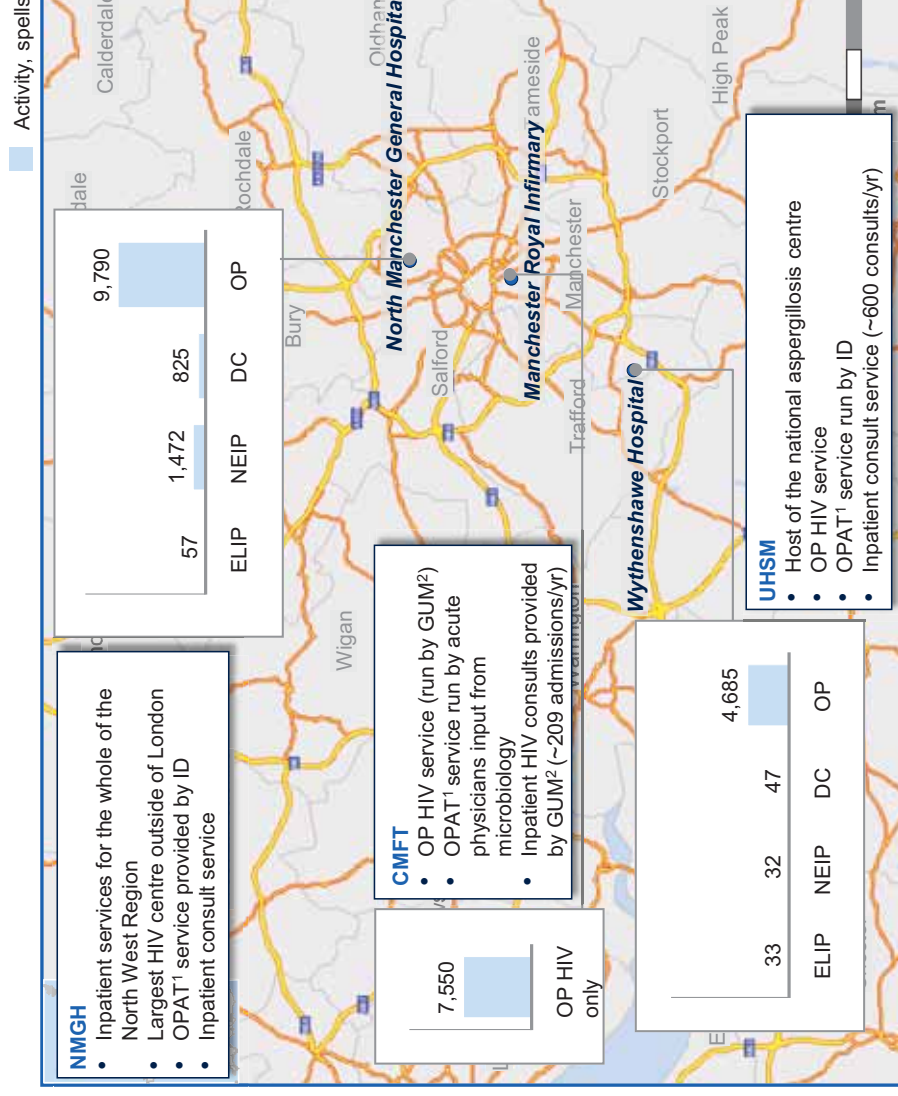 Activity, spells
NMGH
• Inpatient services for the whole of the
North West Region
• Largest HIV centre outside of London
• OPAT1 service provided by ID
• Inpatient consult service
57
1,472
825
9,790
ELIP
NEIP
DC
OP
CMFT
• OP HIV service (run by GUM2)
• OPAT1 service run by acute
physicians input from
microbiology
• Inpatient HIV consults provided
by GUM2 (~209 admissions/yr)
7,550
OP HIV
only
33
32
47
4,685
ELIP
NEIP
DC
OP
UHSM
• Host of the national aspergillosis centre
• OP HIV service
• OPAT1 service run by ID
• Inpatient consult service (~600 consults/yr)
North Manchester General Hospita
Manchester Royal Infirmary
Wythenshawe Hospital
Calderdale
dale
ochdale
Oldham
Bury
Salford
Wigan
ameside
Manchester
Trafford
Stockport
High Peak
Warrington